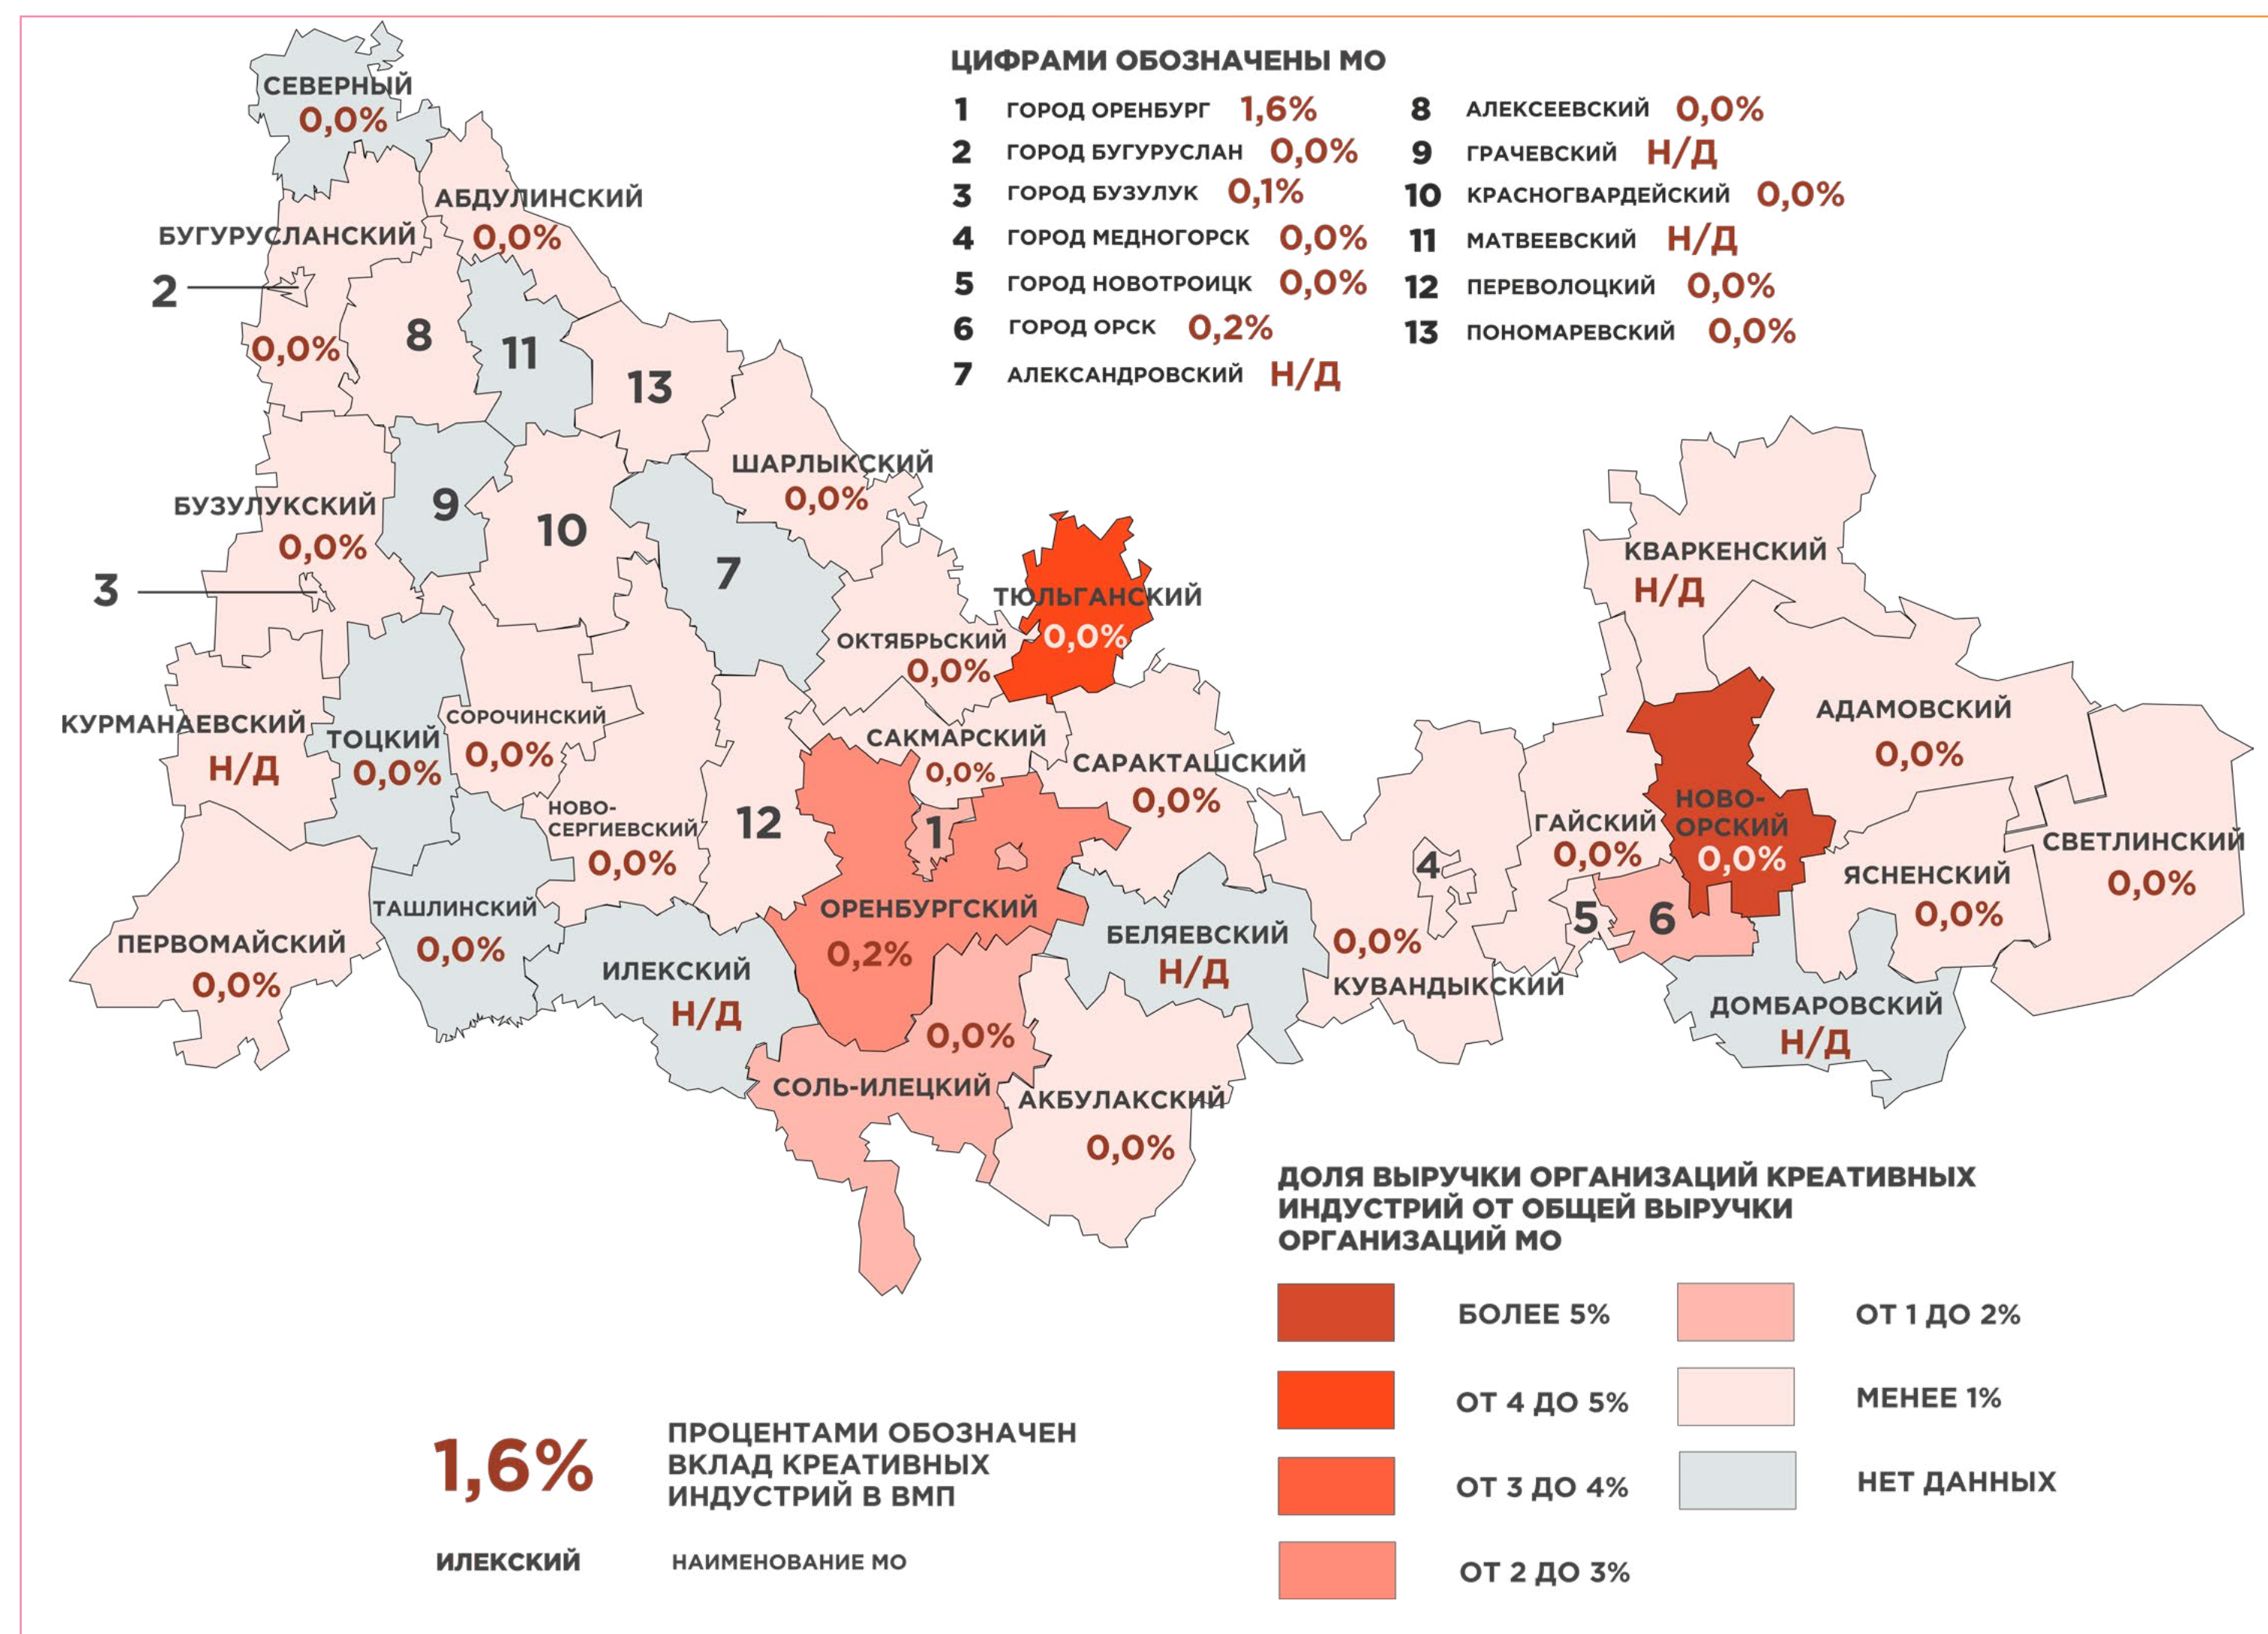 ЦИФРАМИ ОБОЗНАЧЕНЫ МО
1 ГОРОД ОРЕНБУРГ 1,6%
2 ГОРОД БУГУРУСЛАН 0,0%
3 ГОРОД БУЗУЛУК 0,1%
4 ГОРОД МЕДНОГОРСК 0,0%
5 ГОРОД НОВОТРОИЦК 0,0%
6 ГОРОД ОРСК 0,2%
7 АЛЕКСАНДРОВСКИЙ Н/Д
8 АЛЕКСЕЕВСКИЙ 0,0%
9 ГРАЧЕВСКИЙ Н/Д
10 КРАСНОГВАРДЕЙСКИЙ 0,0%
11 МАТВЕЕВСКИЙ Н/Д
12 ПЕРЕВОЛОЦКИЙ 0,0%
13 ПОНОМАРЕВСКИЙ 0,0%
СЕВЕРНЫЙ
0,0%
АБДУЛИНСКИЙ
0,0%
БУГУРУСЛАНСКИЙ
2
0,0%
8
11
13
ШАРЛЫКСКИЙ
0,0%
БУЗУЛУКСКИЙ
0,0%
9
10
7
3
ТЮЛЬГАНСКИЙ
0,0%
ОКТЯБРЬСКИЙ
0,0%
КВАРКЕНСКИЙ
Н/Д
КУРМАНАЕВСКИЙ
Н/Д
ТОЦКИЙ
0,0%
СОРОЧИНСКИЙ
0,0%
САКМАРСКИЙ
0,0%
САРАКТАШСКИЙ
0,0%
АДАМОВСКИЙ
0,0%
НОВО-
СЕРГИЕВСКИЙ
0,0%
12
1
4
ГАЙСКИЙ
0,0%
НОВО-
ОРСКИЙ
0,0%
СВЕТЛИНСКИЙ
0,0%
ЯСНЕНСКИЙ
0,0%
5
6
ПЕРВОМАЙСКИЙ
0,0%
ТАШЛИНСКИЙ
0,0%
ИЛЕКСКИЙ
Н/Д
ОРЕНБУРГСКИЙ
0,2%
БЕЛЯЕВСКИЙ
Н/Д
0,0%
КУВАНДЫКСКИЙ
ДОМБАРОВСКИЙ
Н/Д
0,0%
СОЛЬ-ИЛЕЦКИЙ
АКБУЛАКСКИЙ
0,0%
ДОЛЯ ВЫРУЧКИ ОРГАНИЗАЦИЙ КРЕАТИВНЫХ
ИНДУСТРИЙ ОТ ОБЩЕЙ ВЫРУЧКИ
ОРГАНИЗАЦИЙ МО
БОЛЕЕ 5%
ОТ 4 ДО 5%
ОТ 3 ДО 4%
ОТ 2 ДО 3%
ОТ 1 ДО 2%
МЕНЕЕ 1%
НЕТ ДАННЫХ
1,6%
ПРОЦЕНТАМИ ОБОЗНАЧЕН
ВКЛАД КРЕАТИВНЫХ
ИНДУСТРИЙ В ВМП
ИЛЕКСКИЙ
НАИМЕНОВАНИЕ МО